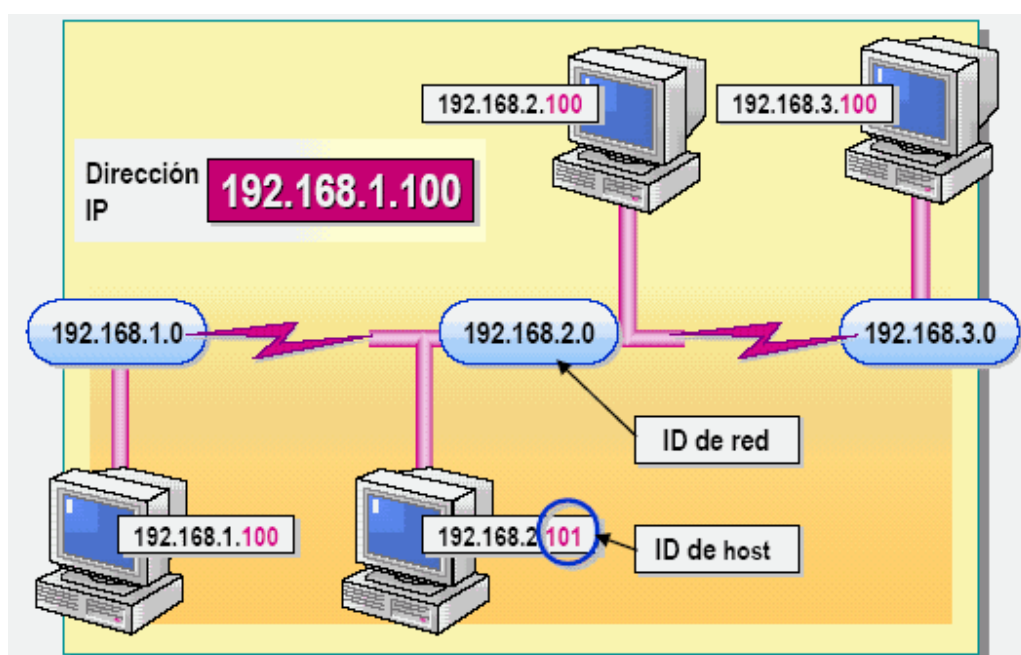 192.168.2.100
192.168.3.100
Dirección
IP
192.168.1.100
192.168.1.0
192.168.2.0
192.168.3.0
ID de red
192.168.1.100
192.168.2.101
ID de host